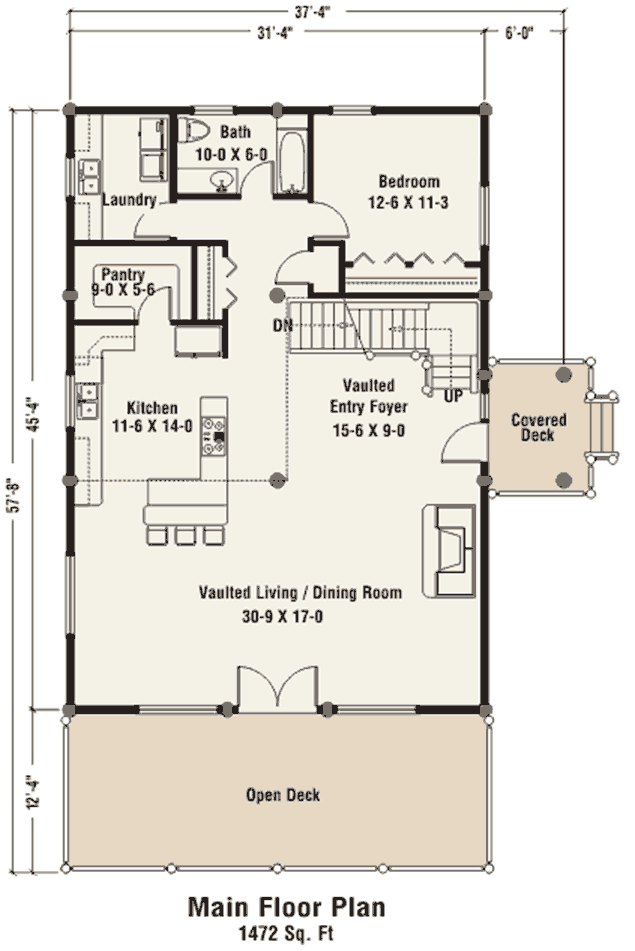 37'-4"
31'-4"
6'-0"
Bath
10-0 X 6-0
Bedroom
12-6 X 11-3
Laundry
Pantry
9-0 X 5-6
DN
Kitchen
11-6 X 14-0
Vaulted
Entry Foyer
15-6 X 9-0
UP
Covered
Deck
45'-4"
57'-8"
Vaulted Living / Dining Room
30-9 X 17-0
12'-4"
Open Deck
Main Floor Plan
1472 Sq. Ft